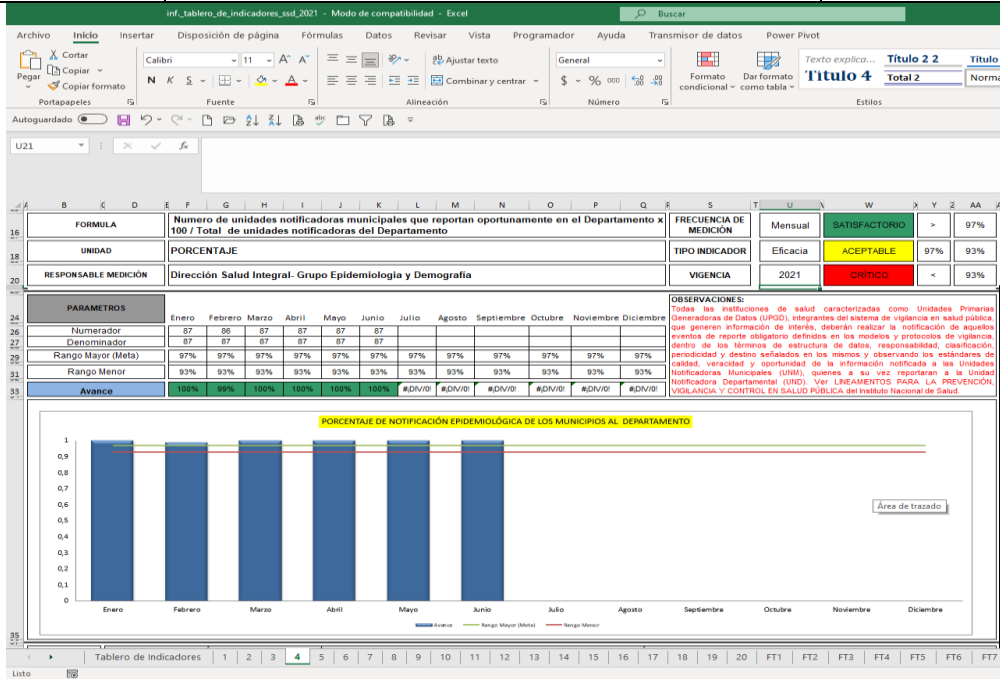 inf._tablero_de_indicadores_ssd_2021 - Modo de compatibilidad - Excel
Buscar
Archivo Inicio Insertar Disposición de página Fórmulas Datos Revisar Vista Programador Ayuda Transmisor de datos Power Pivot
Pegar
Cortar
Copiar
Copiar formato
Portapapeles
Calibri 11 A A
N K S
Fuente
Ajustar texto
Combinar y centrar
Alineación
General
$ % 000
Número
Formato condicional
Dar formato como tabla
Texto explica... Título 2 2 Título
Título 4 Total 2 Norma
Estilos
Autoguardado
U21
fx
A B C D E F G H I J K L M N O P Q R S T U V W X Y Z AA
16 FORMULA Numero de unidades notificadoras municipales que reportan oportunamente en el Departamento x 100 / Total de unidades notificadoras del Departamento FRECUENCIA DE MEDICIÓN Mensual SATISFACTORIO > 97%
18 UNIDAD PORCENTAJE TIPO INDICADOR Eficacia ACEPTABLE 97% 93%
20 RESPONSABLE MEDICIÓN Dirección Salud Integral- Grupo Epidemiologia y Demografía VIGENCIA 2021 CRÍTICO < 93%
24 PARAMETROS Enero Febrero Marzo Abril Mayo Junio Julio Agosto Septiembre Octubre Noviembre Diciembre
26 Numerador 87 86 87 87 87 87
27 Denominador 87 87 87 87 87 87
29 Rango Mayor (Meta) 97% 97% 97% 97% 97% 97% 97% 97% 97% 97% 97% 97%
31 Rango Menor 93% 93% 93% 93% 93% 93% 93% 93% 93% 93% 93% 93%
33 Avance 100% 99% 100% 100% 100% 100% #¡DIV/0! #¡DIV/0! #¡DIV/0! #¡DIV/0! #¡DIV/0! #¡DIV/0!
OBSERVACIONES:
Todas las instituciones de salud caracterizadas como Unidades Primarias
Generadoras de Datos (UPGD), integrantes del sistema de vigilancia en salud pública,
que generen información de interés, deberán realizar la notificación de aquellos
eventos de reporte obligatorio definidos en los modelos y protocolos de vigilancia,
dentro de los términos de estructura de datos, responsabilidad, clasificación,
periodicidad y destino señalados en los mismos y observando los estándares de
calidad, veracidad y oportunidad de la información notificada a las Unidades
Notificadoras Municipales (UNM), quienes a su vez reportaran a la Unidad
Notificadora Departamental (UND). Ver LINEAMIENTOS PARA LA PREVENCIÓN,
VIGILANCIA Y CONTROL EN SALUD PÚBLICA del Instituto Nacional de Salud.
PORCENTAJE DE NOTIFICACIÓN EPIDEMIOLÓGICA DE LOS MUNICIPIOS AL DEPARTAMENTO
1
0,9
0,8
0,7
0,6
0,5
0,4
0,3
0,2
0,1
0
Área de trazado
Enero Febrero Marzo Abril Mayo Junio Julio Agosto Septiembre Octubre Noviembre Diciembre
Avance Rango Mayor (Meta) Rango Menor
35
Tablero de Indicadores 1 2 3 4 5 6 7 8 9 10 11 12 13 14 15 16 17 18 19 20 FT1 FT2 FT3 FT4 FT5 FT6 FT7
Listo